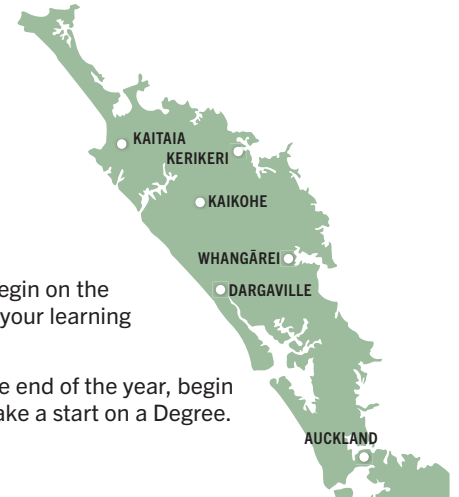 KAITAIA
KERIKERI
KAIKOHE
WHANGĀREI
DARGAVILLE
egin on the
your learning
e end of the year, begin
ake a start on a Degree.
AUCKLAND